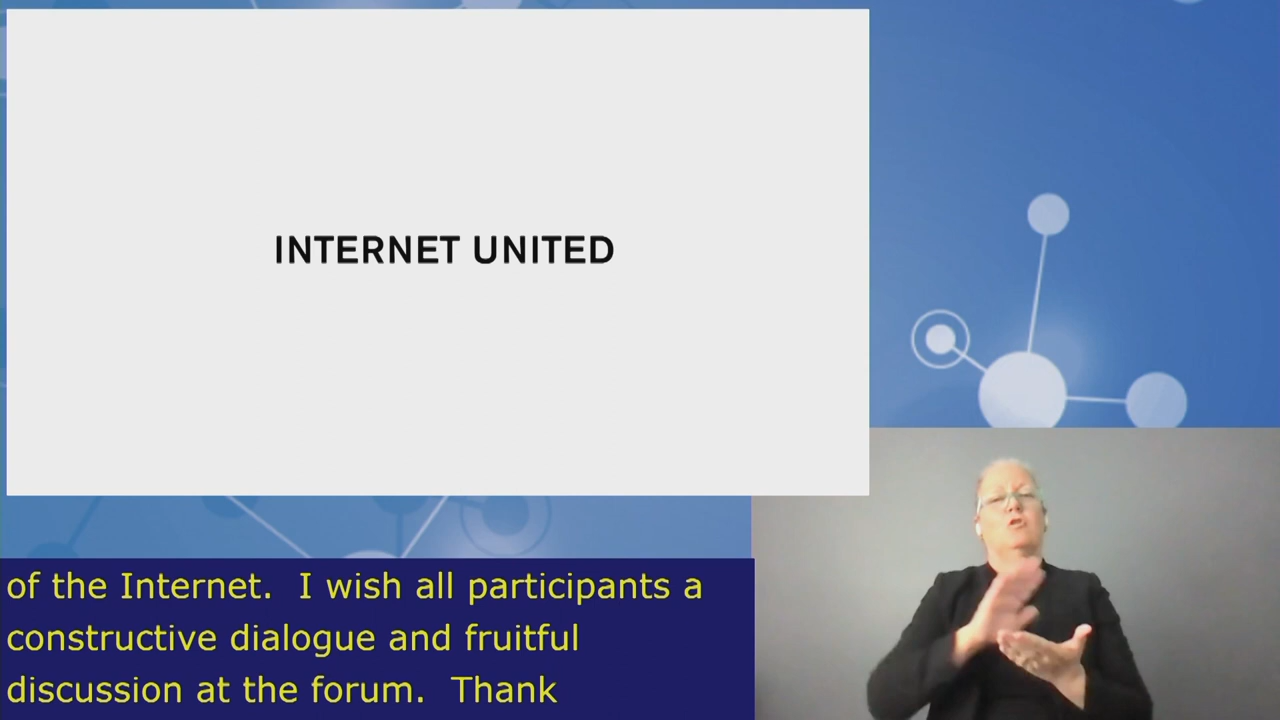 INTERNET UNITED
of the Internet.  I wish all participants a
constructive dialogue and fruitful
discussion at the forum.  Thank